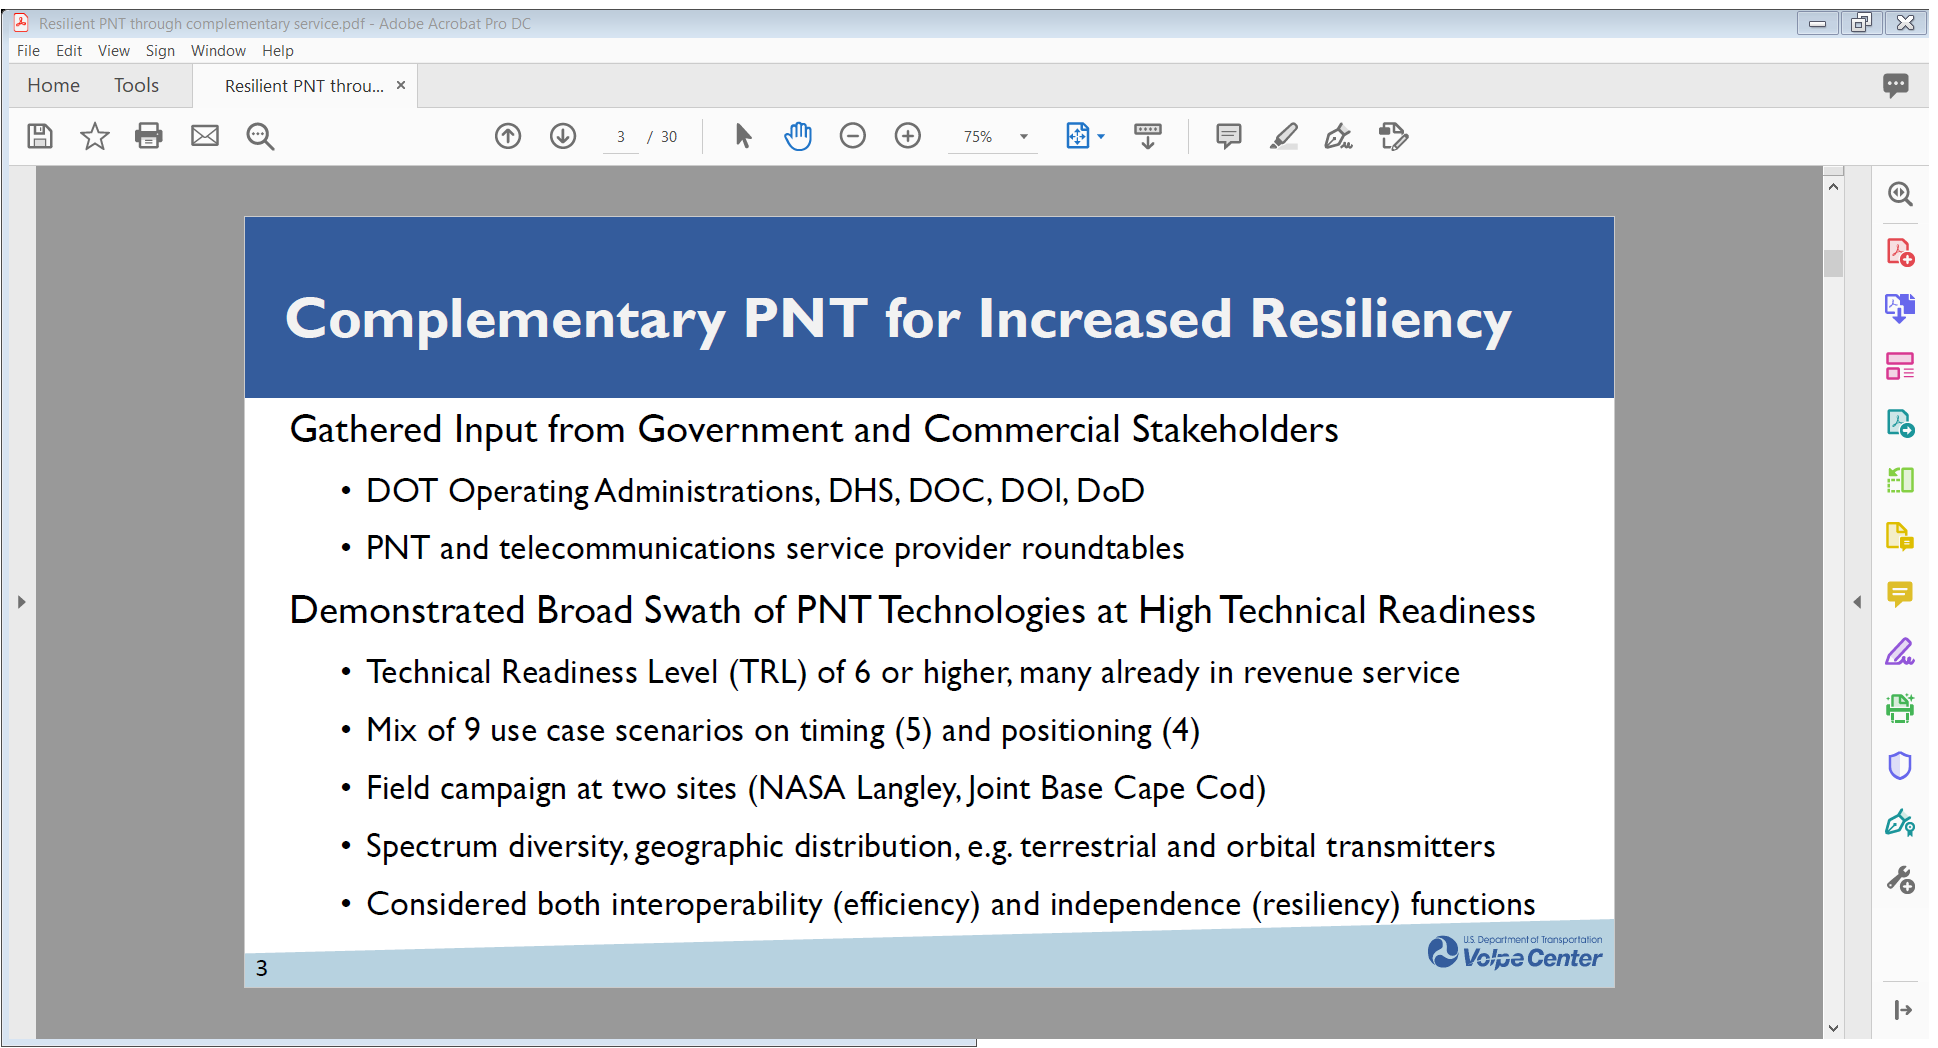 Resilient PNT through complementary service.pdf - Adobe Acrobat Pro DC
File Edit View Sign Window Help
Home Tools Resilient PNT throu... ×
3 / 30 75%
Complementary PNT for Increased Resiliency
Gathered Input from Government and Commercial Stakeholders
• DOT Operating Administrations, DHS, DOC, DOI, DoD
• PNT and telecommunications service provider roundtables
Demonstrated Broad Swath of PNT Technologies at High Technical Readiness
• Technical Readiness Level (TRL) of 6 or higher, many already in revenue service
• Mix of 9 use case scenarios on timing (5) and positioning (4)
• Field campaign at two sites (NASA Langley, Joint Base Cape Cod)
• Spectrum diversity, geographic distribution, e.g. terrestrial and orbital transmitters
• Considered both interoperability (efficiency) and independence (resiliency) functions
U.S. Department of Transportation
Volpe Center
3